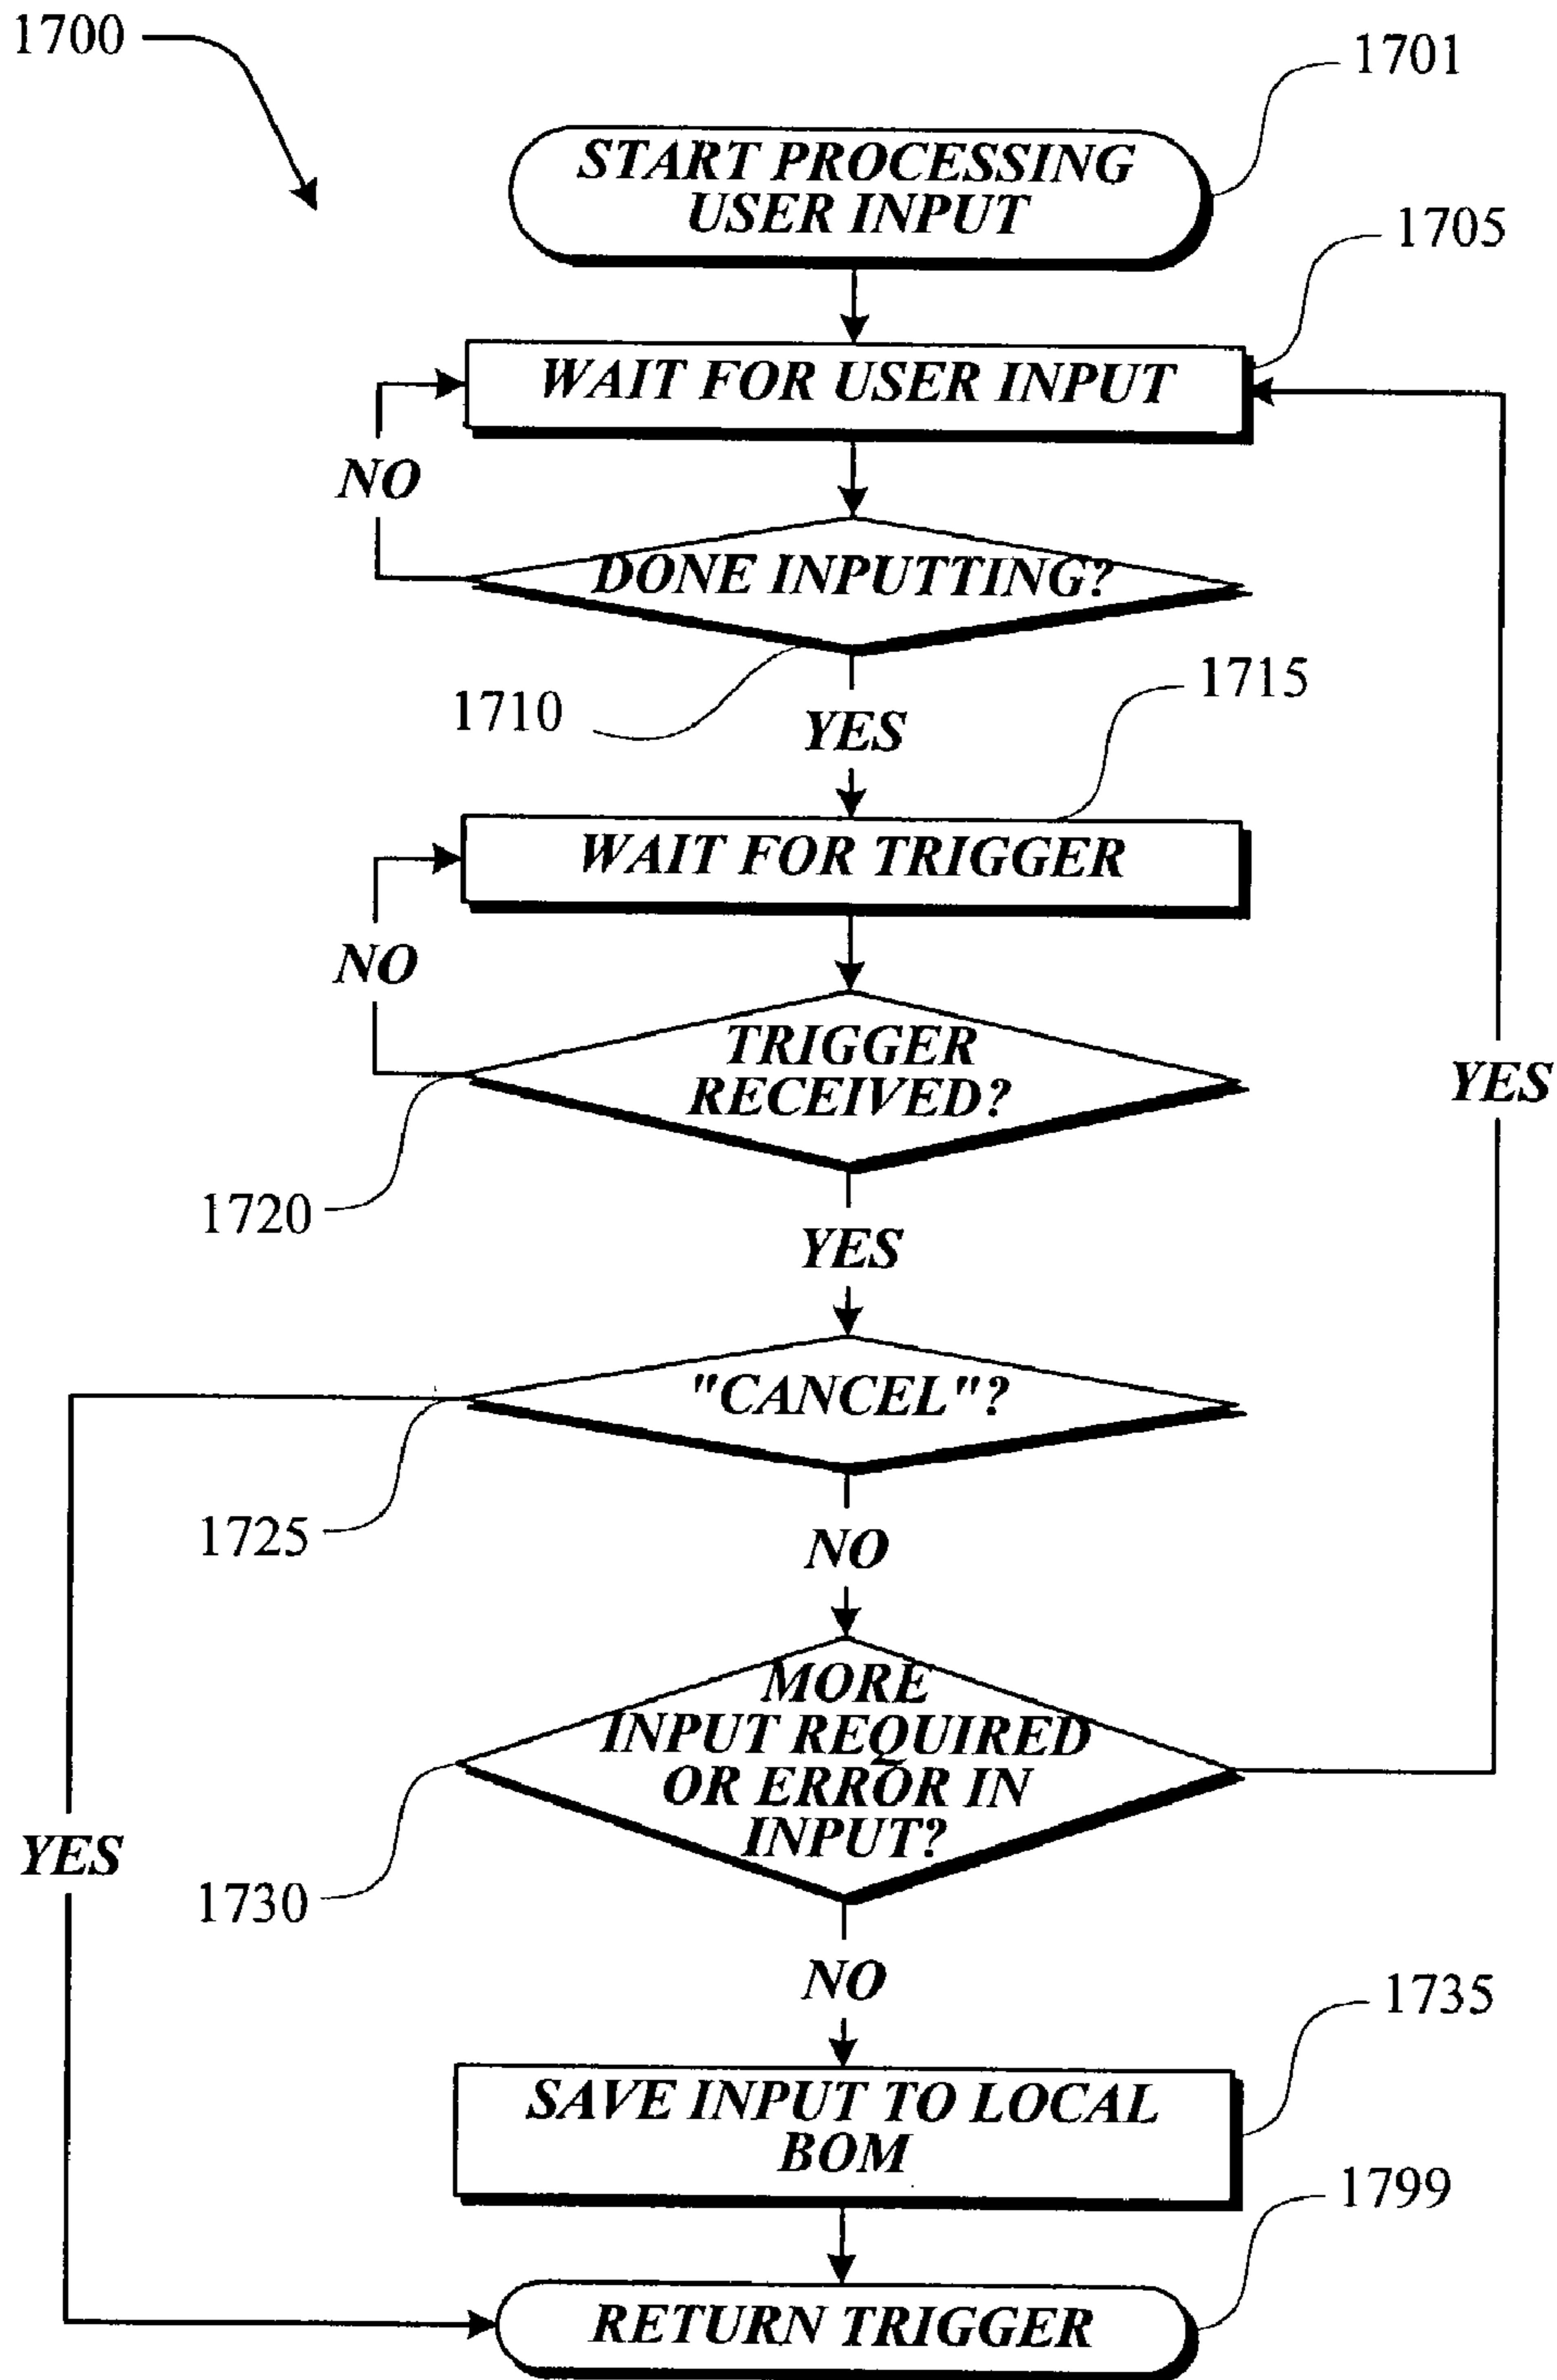 1700
1701
START PROCESSING
USER INPUT
1705
WAIT FOR USER INPUT
NO
DONE INPUTTING?
1710
YES
1715
WAIT FOR TRIGGER
NO
TRIGGER
RECEIVED?
1720
YES
YES
"CANCEL"?
1725
NO
MORE
INPUT REQUIRED
OR ERROR IN
INPUT?
YES
1730
NO
1735
SAVE INPUT TO LOCAL
BOM
1799
RETURN TRIGGER